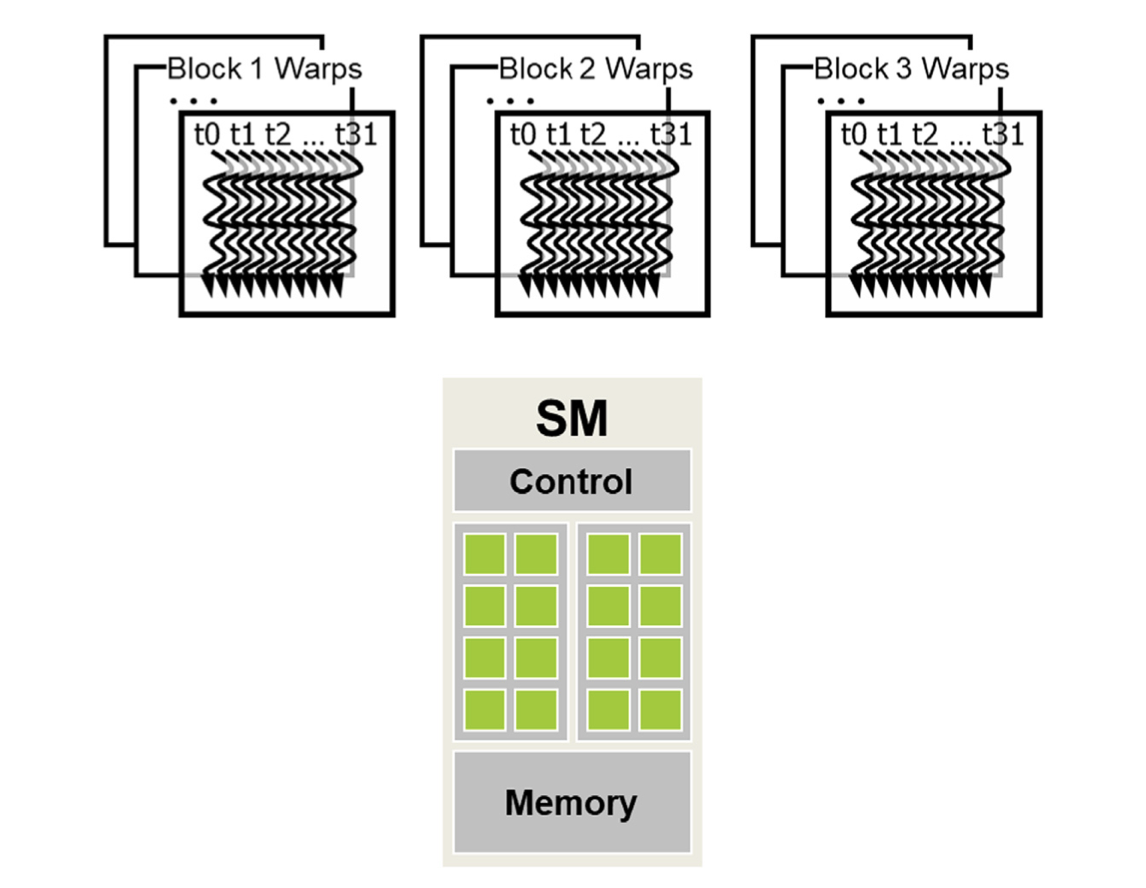 Block 1 Warps
Block 2 Warps
Block 3 Warps
. . .
. . .
. . .
t0 t1 t2 ... t31
t0 t1 t2 ... t31
t0 t1 t2 ... t31
SM
Control
Memory